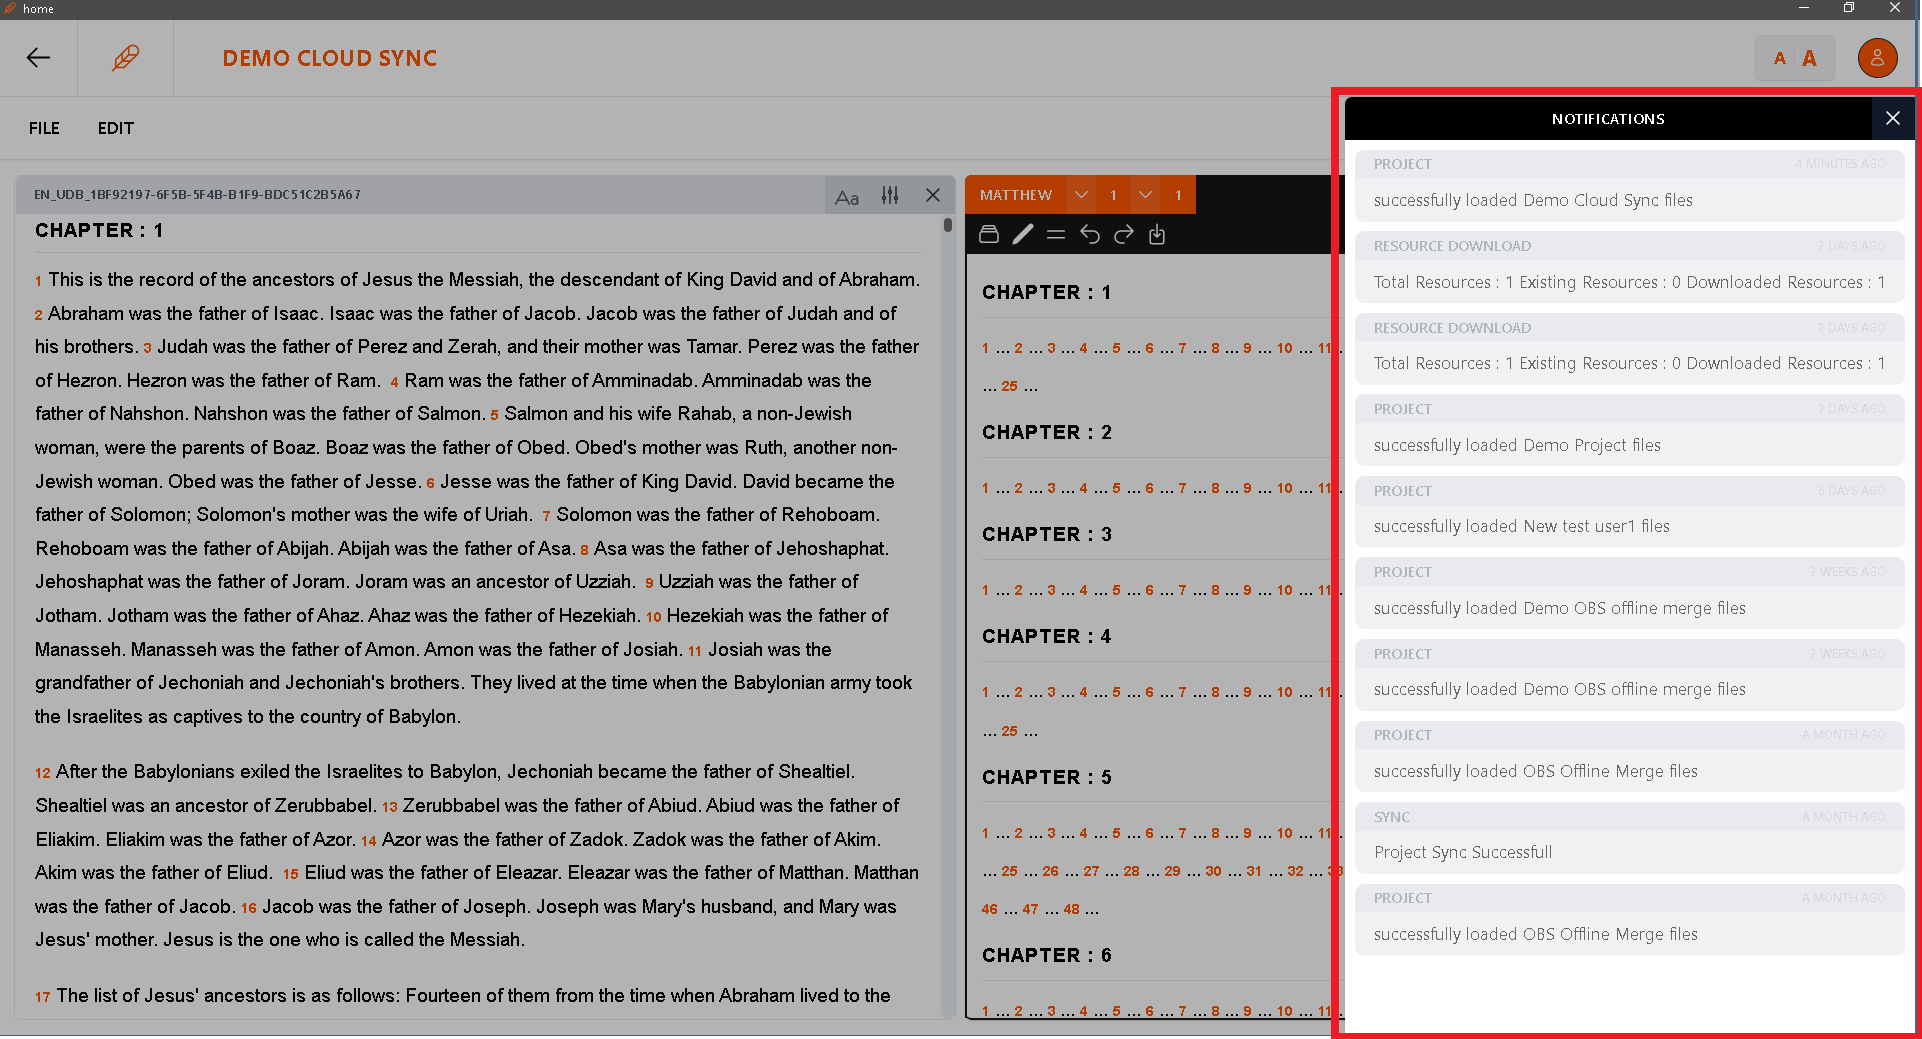 home
DEMO CLOUD SYNC
A A
FILE EDIT
EN_UDB_1BF92197-6F5B-5F4B-B1F9-BDC51C2B5A67
Aa
CHAPTER : 1
1 This is the record of the ancestors of Jesus the Messiah, the descendant of King David and of Abraham.
2 Abraham was the father of Isaac. Isaac was the father of Jacob. Jacob was the father of Judah and of
his brothers. 3 Judah was the father of Perez and Zerah, and their mother was Tamar. Perez was the father
of Hezron. Hezron was the father of Ram. 4 Ram was the father of Amminadab. Amminadab was the
father of Nahshon. Nahshon was the father of Salmon. 5 Salmon and his wife Rahab, a non-Jewish
woman, were the parents of Boaz. Boaz was the father of Obed. Obed's mother was Ruth, another non-
Jewish woman. Obed was the father of Jesse. 6 Jesse was the father of King David. David became the
father of Solomon; Solomon's mother was the wife of Uriah. 7 Solomon was the father of Rehoboam.
Rehoboam was the father of Abijah. Abijah was the father of Asa. 8 Asa was the father of Jehoshaphat.
Jehoshaphat was the father of Joram. Joram was an ancestor of Uzziah. 9 Uzziah was the father of
Jotham. Jotham was the father of Ahaz. Ahaz was the father of Hezekiah. 10 Hezekiah was the father of
Manasseh. Manasseh was the father of Amon. Amon was the father of Josiah. 11 Josiah was the
grandfather of Jechoniah and Jechoniah's brothers. They lived at the time when the Babylonian army took
the Israelites as captives to the country of Babylon.
12 After the Babylonians exiled the Israelites to Babylon, Jechoniah became the father of Shealtiel.
Shealtiel was an ancestor of Zerubbabel. 13 Zerubbabel was the father of Abiud. Abiud was the father of
Eliakim. Eliakim was the father of Azor. 14 Azor was the father of Zadok. Zadok was the father of Akim.
Akim was the father of Eliud. 15 Eliud was the father of Eleazar. Eleazar was the father of Matthan. Matthan
was the father of Jacob. 16 Jacob was the father of Joseph. Joseph was Mary's husband, and Mary was
Jesus' mother. Jesus is the one who is called the Messiah.
17 The list of Jesus' ancestors is as follows: Fourteen of them from the time when Abraham lived to the
MATTHEW 1 1
CHAPTER : 1
1 ... 2 ... 3 ... 4 ... 5 ... 6 ... 7 ... 8 ... 9 ... 10 ... 11 .
... 25 ...
CHAPTER : 2
1 ... 2 ... 3 ... 4 ... 5 ... 6 ... 7 ... 8 ... 9 ... 10 ... 11 .
CHAPTER : 3
1 ... 2 ... 3 ... 4 ... 5 ... 6 ... 7 ... 8 ... 9 ... 10 ... 11 .
CHAPTER : 4
1 ... 2 ... 3 ... 4 ... 5 ... 6 ... 7 ... 8 ... 9 ... 10 ... 11 .
... 25 ...
CHAPTER : 5
1 ... 2 ... 3 ... 4 ... 5 ... 6 ... 7 ... 8 ... 9 ... 10 ... 11 .
... 25 ... 26 ... 27 ... 28 ... 29 ... 30 ... 31 ... 32 ... 33
46 ... 47 ... 48 ...
CHAPTER : 6
1 ... 2 ... 3 ... 4 ... 5 ... 6 ... 7 ... 8 ... 9 ... 10 ... 11 .
NOTIFICATIONS
PROJECT 4 MINUTES AGO
successfully loaded Demo Cloud Sync files
RESOURCE DOWNLOAD 2 DAYS AGO
Total Resources : 1 Existing Resources : 0 Downloaded Resources : 1
RESOURCE DOWNLOAD 2 DAYS AGO
Total Resources : 1 Existing Resources : 0 Downloaded Resources : 1
PROJECT 2 DAYS AGO
successfully loaded Demo Project files
PROJECT 6 DAYS AGO
successfully loaded New test user1 files
PROJECT 2 WEEKS AGO
successfully loaded Demo OBS offline merge files
PROJECT 2 WEEKS AGO
successfully loaded Demo OBS offline merge files
PROJECT A MONTH AGO
successfully loaded OBS Offline Merge files
SYNC A MONTH AGO
Project Sync Successfull
PROJECT A MONTH AGO
successfully loaded OBS Offline Merge files